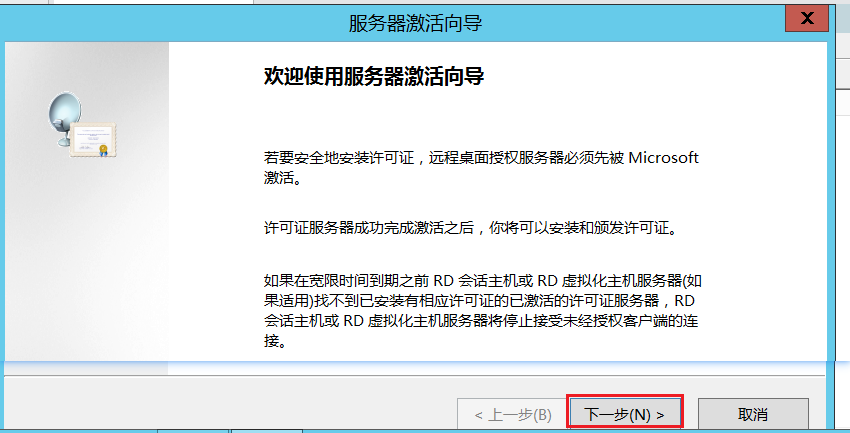 服务器激活向导
X
欢迎使用服务器激活向导
若要安全地安装许可证，远程桌面授权服务器必须先被 Microsoft
激活。
许可证服务器成功完成激活之后，你将可以安装和颁发许可证。
如果在宽限时间到期之前 RD 会话主机或 RD 虚拟化主机服务器(如
果适用)找不到已安装有相应许可证的已激活的许可证服务器，RD
会话主机或 RD 虚拟化主机服务器将停止接受未经授权客户端的连
接。
< 上一步(B)
下一步(N) >
取消